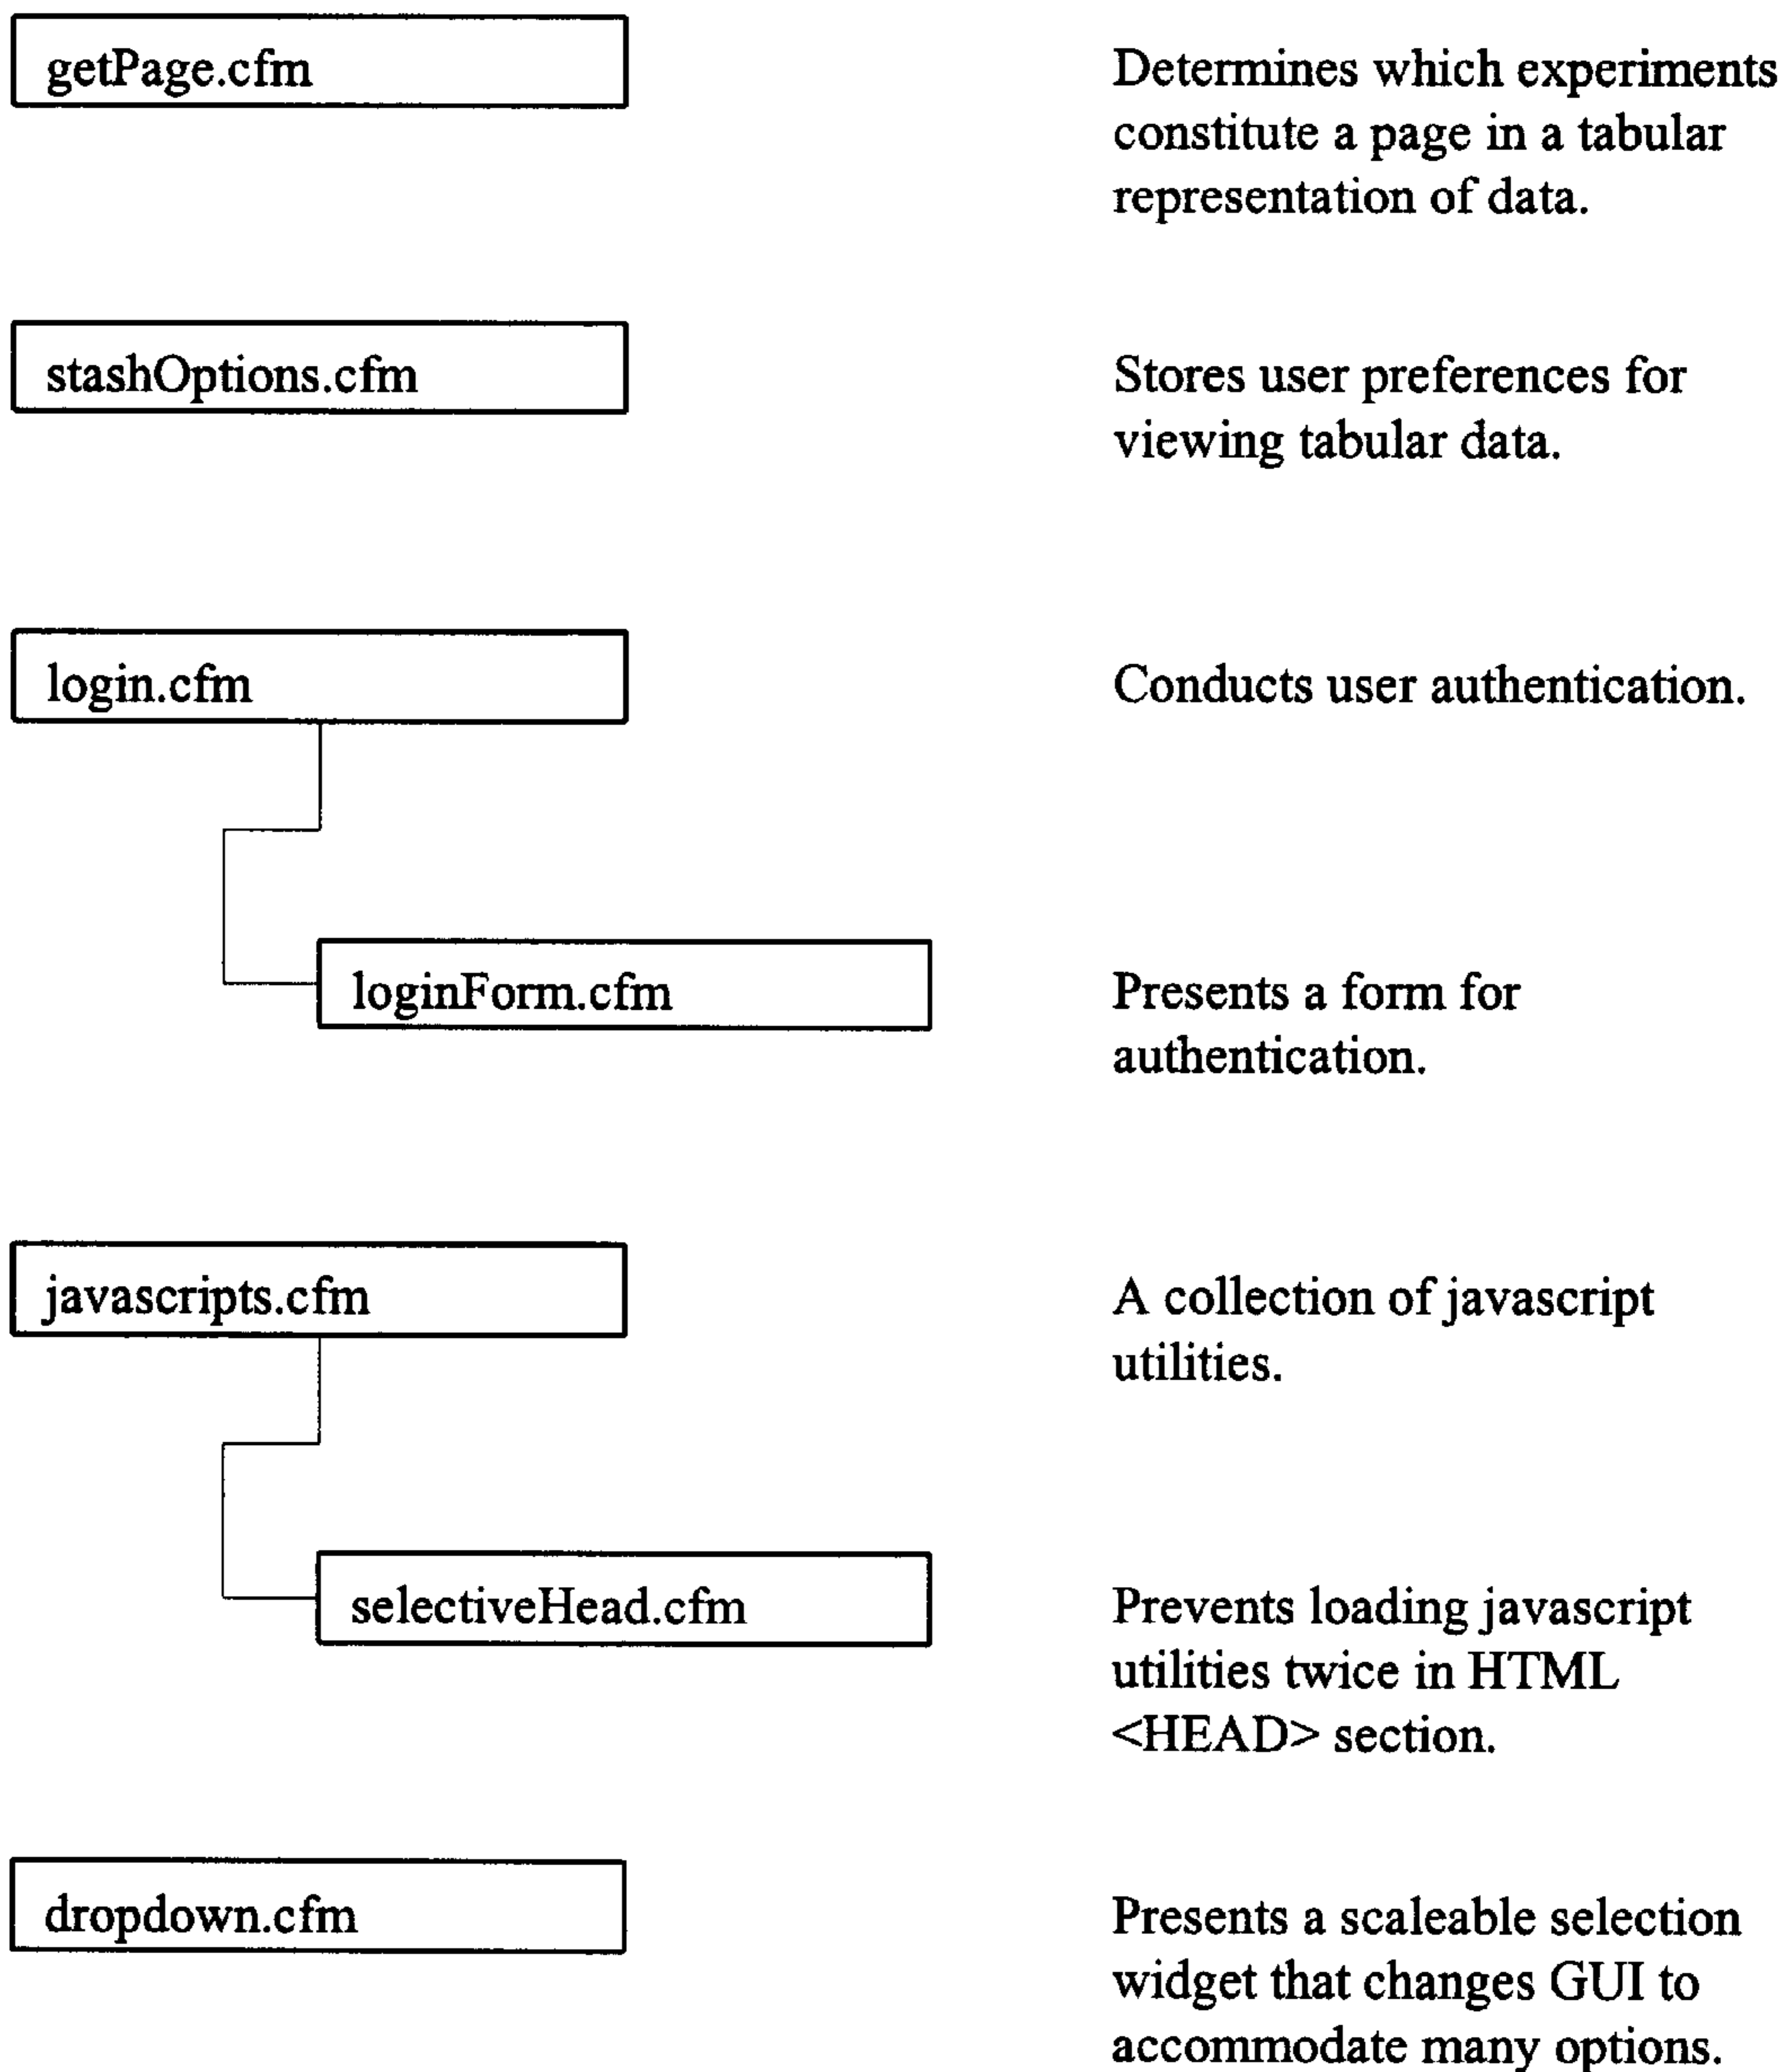 getPage.cfm
Determines which experiments
constitute a page in a tabular
representation of data.
stashOptions.cfm
Stores user preferences for
viewing tabular data.
login.cfm
Conducts user authentication.
loginForm.cfm
Presents a form for
authentication.
javascripts.cfm
A collection of javascript
utilities.
selectiveHead.cfm
Prevents loading javascript
utilities twice in HTML
<HEAD> section.
dropdown.cfm
Presents a scaleable selection
widget that changes GUI to
accommodate many options.